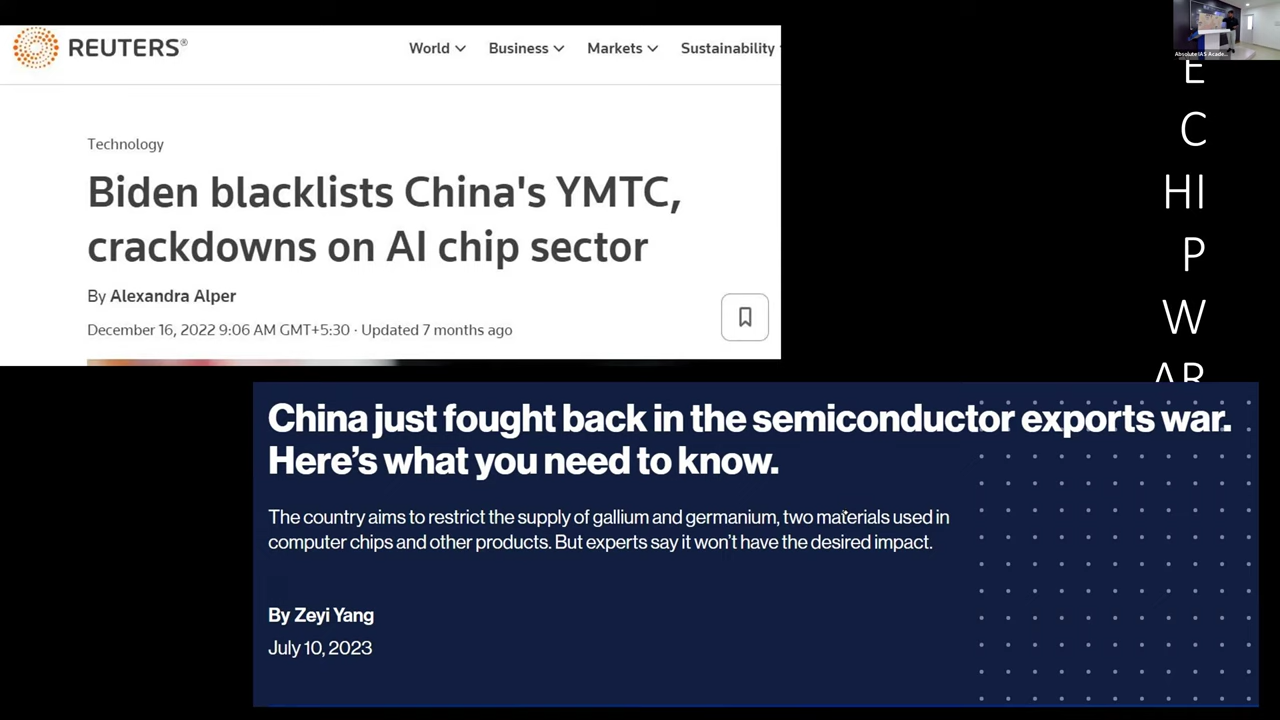 REUTERS®
World Business Markets Sustainability
Technology
Biden blacklists China's YMTC,
crackdowns on AI chip sector
By Alexandra Alper
December 16, 2022 9:06 AM GMT+5:30 · Updated 7 months ago
Absolute IAS Acade...
E
C
HI
P
W
AR
China just fought back in the semiconductor exports war.
Here’s what you need to know.
The country aims to restrict the supply of gallium and germanium, two materials used in
computer chips and other products. But experts say it won’t have the desired impact.
By Zeyi Yang
July 10, 2023